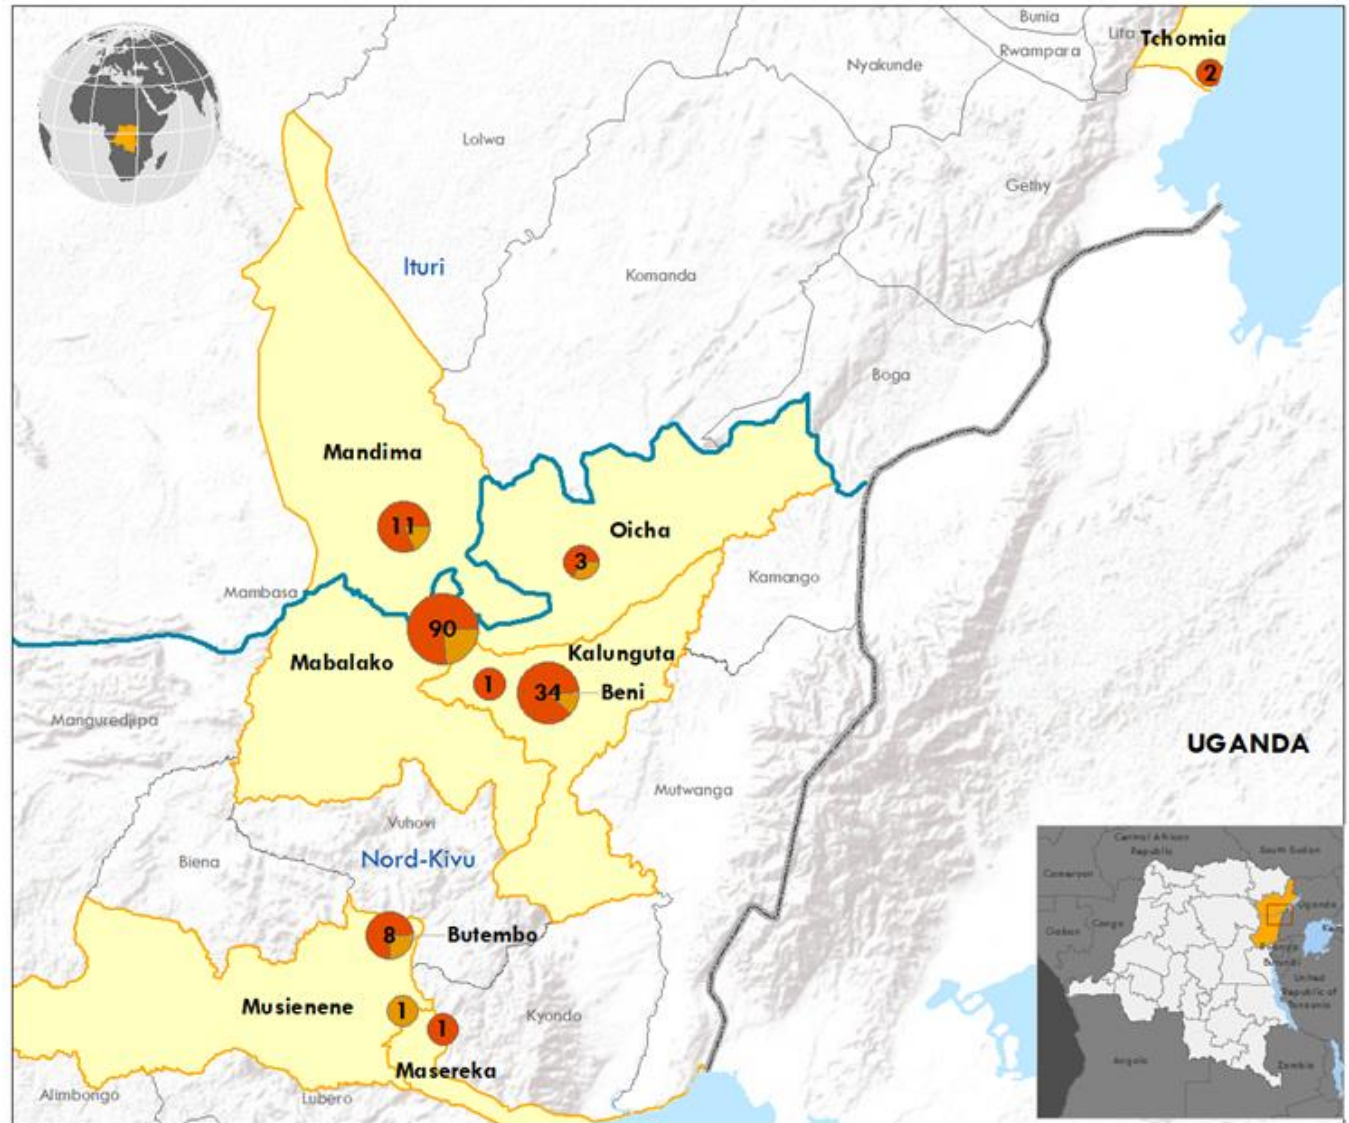 Bunia
Lita
Tchomia
Rwampara
Nyakunde
2
Lolwa
Gethy
Ituri
Komanda
Boga
Mandima
11
Oicha
3
Kamango
Mambasa
90
Mabalako
Kalunguta
1
34
Beni
Manguredjipa
UGANDA
Mutwanga
Vuhovi
Biena
Nord-Kivu
8
Butembo
Musienene
1
1
Kyondo
Masereka
Alimbongo
Lubero
Central African
Republic
South Sudan
Cameroon
Uganda
Gabon
Congo
Burundi
United
Republic of
Tanzania
Angola
Zambia